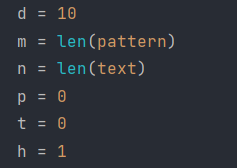 d = 10
m = len(pattern)
n = len(text)
p = 0
t = 0
h = 1